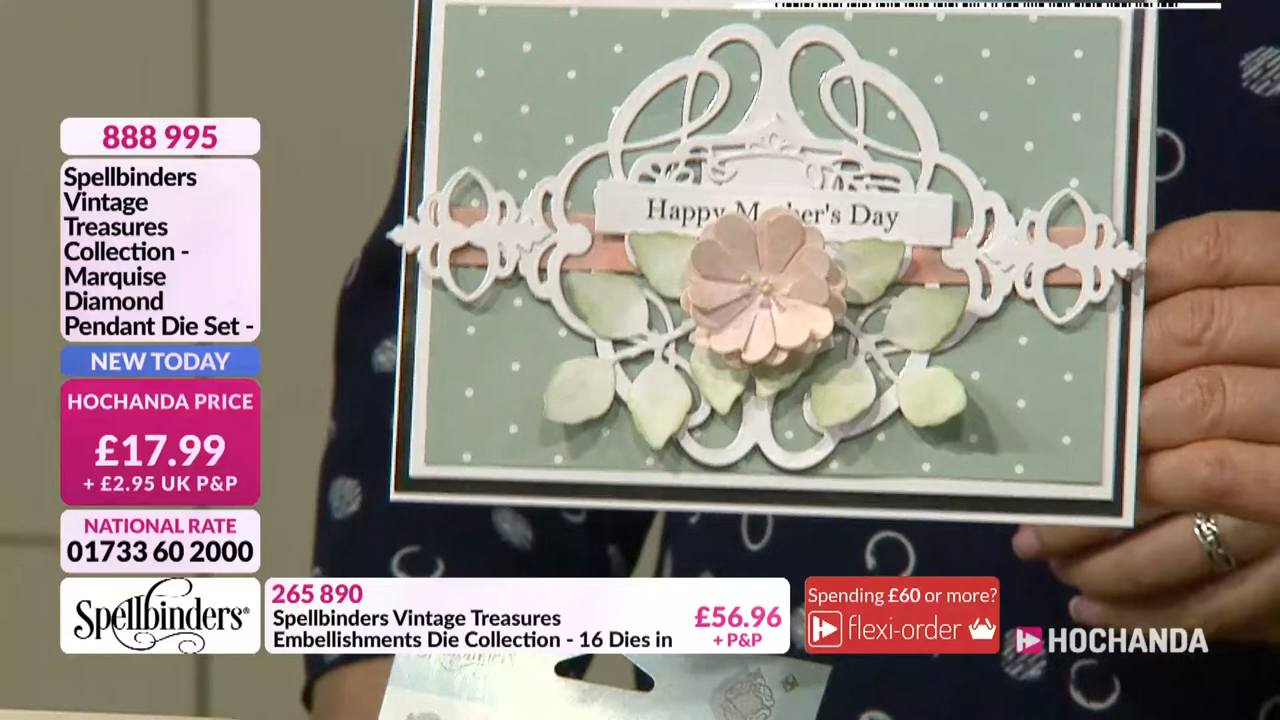 888 995
Spellbinders
Vintage
Treasures
Collection -
Marquise
Diamond
Pendant Die Set -
NEW TODAY
HOCHANDA PRICE
£17.99
+ £2.95 UK P&P
NATIONAL RATE
01733 60 2000
Happy Mother's Day
Spellbinders®
265 890
Spellbinders Vintage Treasures
Embellishments Die Collection - 16 Dies in
£56.96
+ P&P
Spending £60 or more?
flexi-order
HOCHANDA